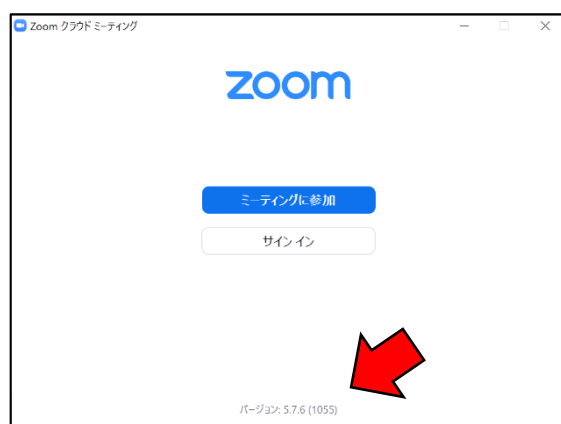 Zoom クラウド ミーティング
zoom
ミーティングに参加
サイン イン
バージョン: 5.7.6 (1055)